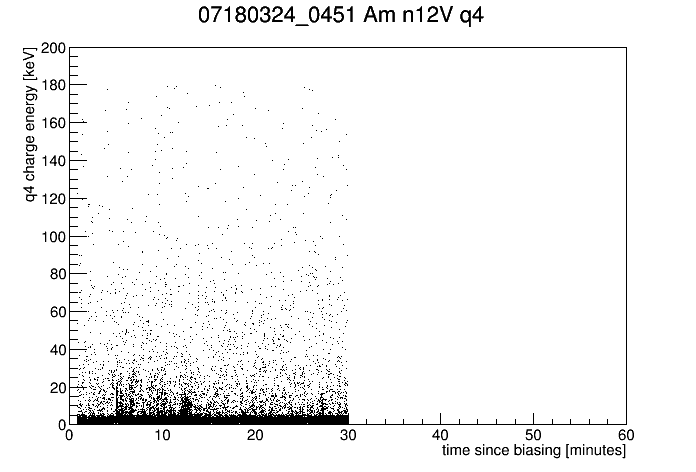 07180324_0451 Am n12V q4
q4 charge energy [keV]
200
180
160
140
120
100
80
60
40
20
0
0 10 20 30 40 50 60
time since biasing [minutes]